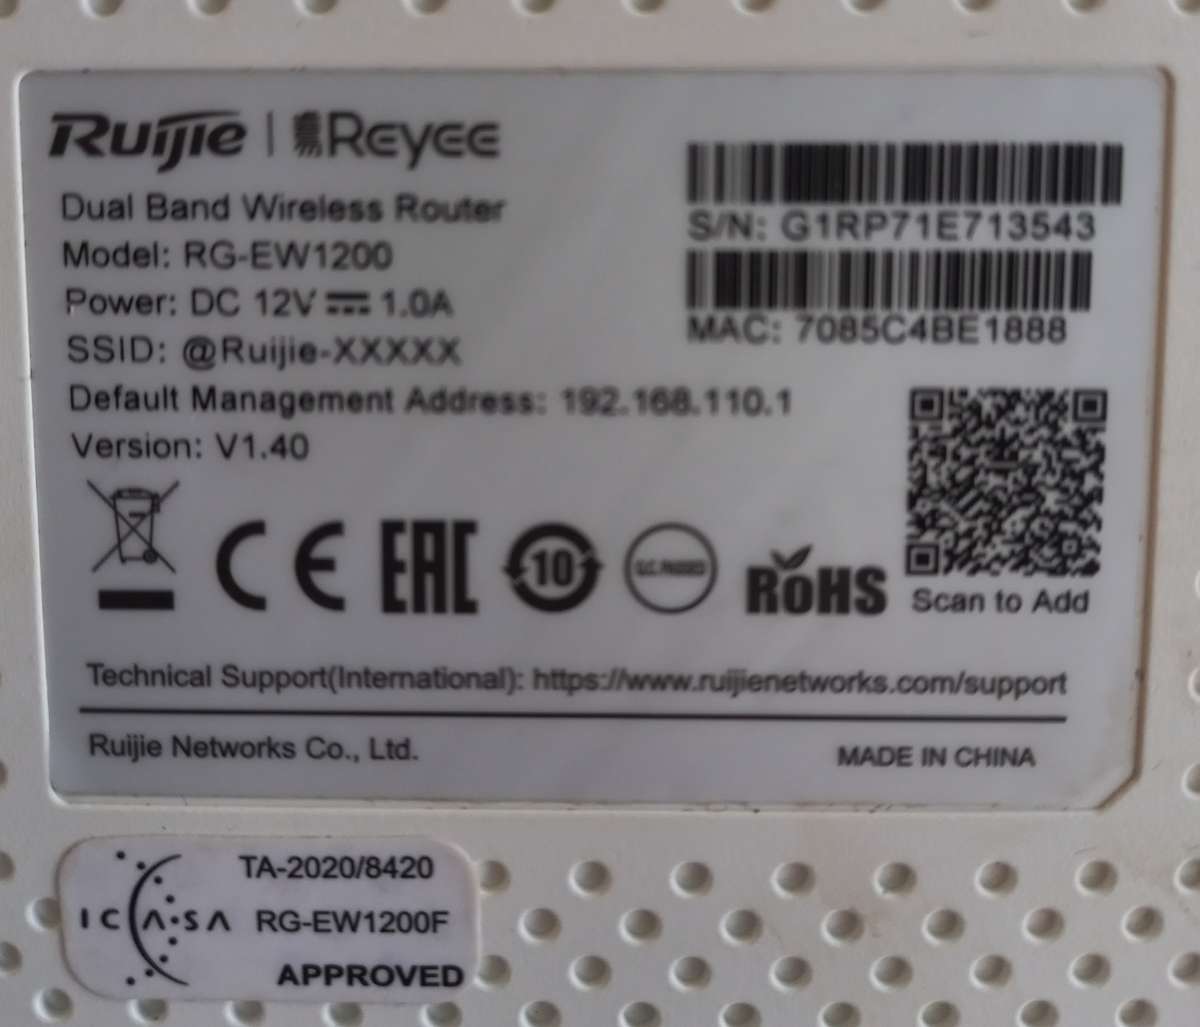 Ruijie | Reyee
Dual Band Wireless Router
Model: RG-EW1200
Power: DC 12V ⎓ 1.0A
SSID: @Ruijie-XXXXX
Default Management Address: 192.168.110.1
Version: V1.40
S/N: G1RP71E713543
MAC: 7085C4BE1888
Scan to Add
CE EAC 10 Q.C. PASSED RoHS
Technical Support(International): https://www.ruijienetworks.com/support
Ruijie Networks Co., Ltd.
MADE IN CHINA
ICASA
TA-2020/8420
RG-EW1200F
APPROVED